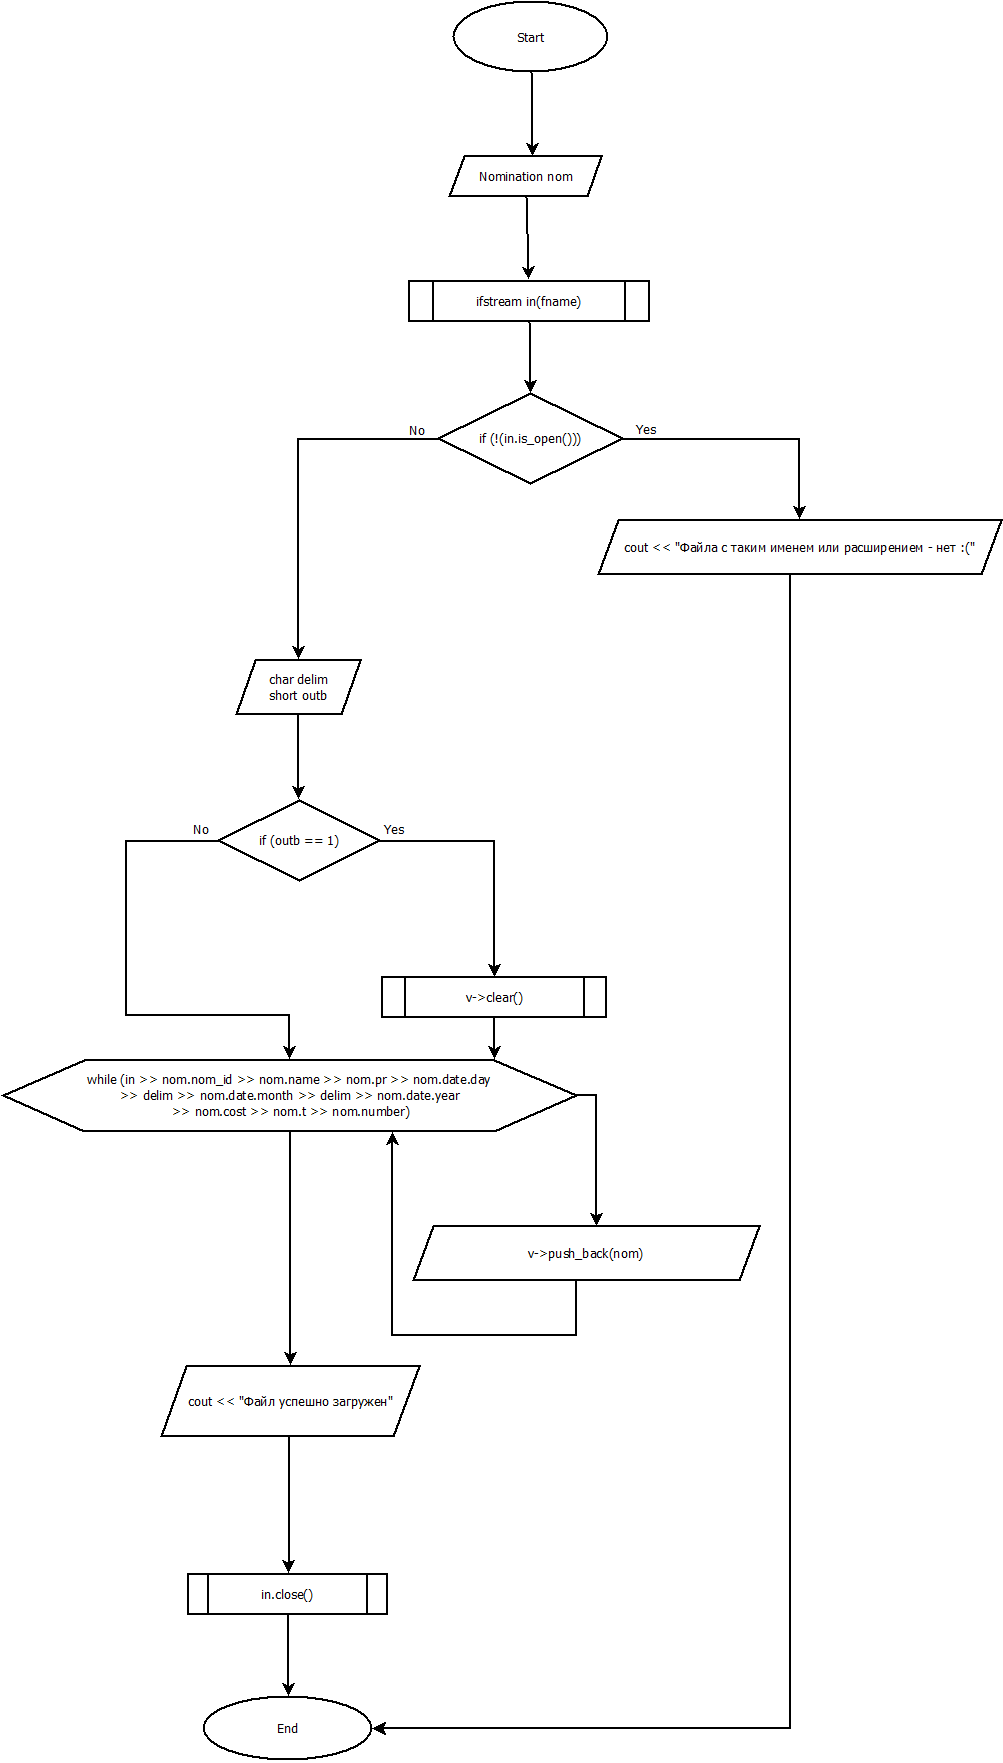 Start
Nomination nom
ifstream in(fname)
if (!(in.is_open()))
No
Yes
cout << "Файла с таким именем или расширением - нет :("
char delim
short outb
if (outb == 1)
No
Yes
v->clear()
while (in >> nom.nom_id >> nom.name >> nom.pr >> nom.date.day
>> delim >> nom.date.month >> delim >> nom.date.year
>> nom.cost >> nom.t >> nom.number)
v->push_back(nom)
cout << "Файл успешно загружен"
in.close()
End